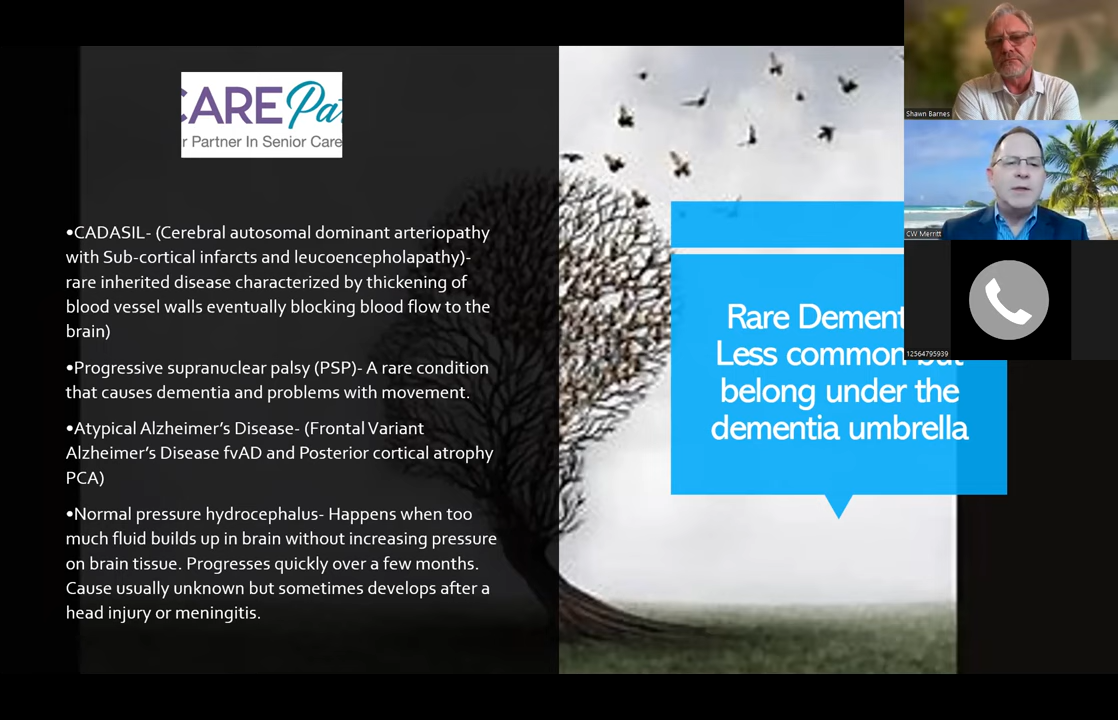 CARE Pa
r Partner In Senior Care
•CADASIL- (Cerebral autosomal dominant arteriopathy
with Sub-cortical infarcts and leucoencepholapathy)-
rare inherited disease characterized by thickening of
blood vessel walls eventually blocking blood flow to the
brain)
•Progressive supranuclear palsy (PSP)- A rare condition
that causes dementia and problems with movement.
•Atypical Alzheimer’s Disease- (Frontal Variant
Alzheimer’s Disease fvAD and Posterior cortical atrophy
PCA)
•Normal pressure hydrocephalus- Happens when too
much fluid builds up in brain without increasing pressure
on brain tissue. Progresses quickly over a few months.
Cause usually unknown but sometimes develops after a
head injury or meningitis.
Rare Dement
Less common but
belong under the
dementia umbrella
Shawn Barnes
CW Merritt
12564795939